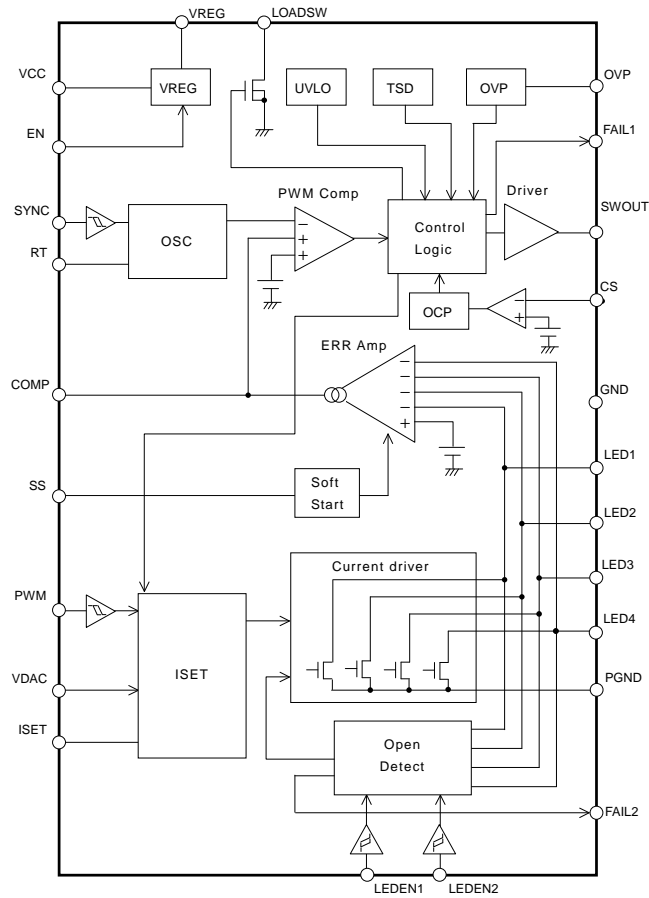 VREG
LOADSW
VCC
VREG
UVLO
TSD
OVP
OVP
EN
FAIL1
PWM Comp
Driver
SYNC
OSC
−
+
+
Control
Logic
SWOUT
RT
OCP
−
+
CS
ERR Amp
COMP
−
−
−
−
+
GND
LED1
SS
Soft
Start
LED2
Current driver
LED3
PWM
LED4
ISET
VDAC
PGND
ISET
Open
Detect
FAIL2
LEDEN1
LEDEN2